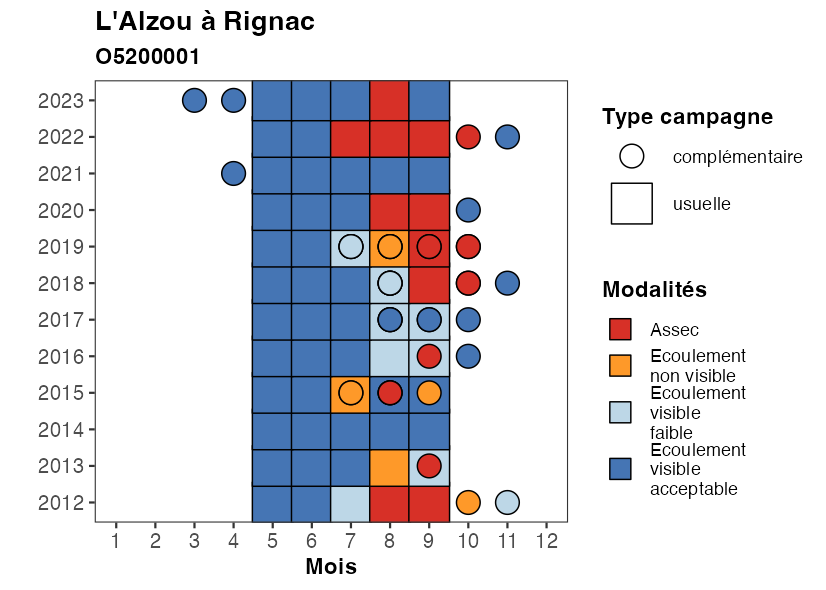 L'Alzou à Rignac
O5200001
2023
2022
2021
2020
2019
2018
2017
2016
2015
2014
2013
2012
1 2 3 4 5 6 7 8 9 10 11 12
Mois
Type campagne
complémentaire
usuelle
Modalités
Assec
Ecoulement
non visible
Ecoulement
visible
faible
Ecoulement
visible
acceptable